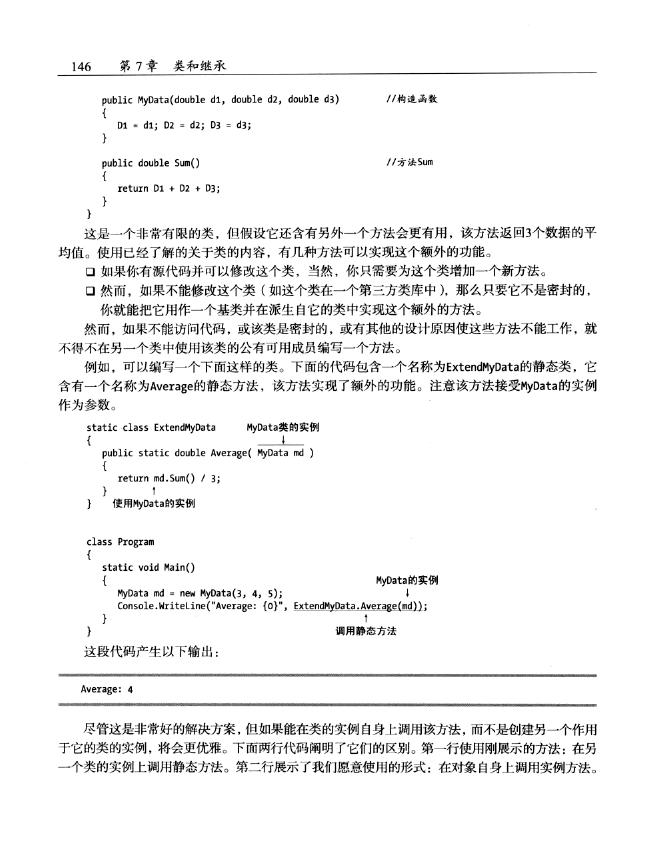 146 第7章 类和继承
public MyData(double d1, double d2, double d3) //构造函数
{
D1 = d1; D2 = d2; D3 = d3;
}
public double Sum() //方法Sum
{
return D1 + D2 + D3;
}
}
这是一个非常有限的类，但假设它还含有另外一个方法会更有用，该方法返回3个数据的平
均值。使用已经了解的关于类的内容，有几种方法可以实现这个额外的功能。
❑ 如果你有源代码并可以修改这个类，当然，你只需要为这个类增加一个新方法。
❑ 然而，如果不能修改这个类（如这个类在一个第三方类库中），那么只要它不是密封的，
你就能把它用作一个基类并在派生自它的类中实现这个额外的方法。
然而，如果不能访问代码，或该类是密封的，或有其他的设计原因使这些方法不能工作，就
不得不在另一个类中使用该类的公有可用成员编写一个方法。
例如，可以编写一个下面这样的类。下面的代码包含一个名称为ExtendMyData的静态类，它
含有一个名称为Average的静态方法，该方法实现了额外的功能。注意该方法接受MyData的实例
作为参数。
static class ExtendMyData MyData类的实例
{ ↓
public static double Average( MyData md )
{
return md.Sum() / 3;
} ↑
} 使用MyData的实例
class Program
{
static void Main()
{ MyData的实例
MyData md = new MyData(3, 4, 5); ↓
Console.WriteLine("Average: {0}", ExtendMyData.Average(md));
} ↑
} 调用静态方法
这段代码产生以下输出：
Average: 4
尽管这是非常好的解决方案，但如果能在类的实例自身上调用该方法，而不是创建另一个作用
于它的类的实例，将会更优雅。下面两行代码阐明了它们的区别。第一行使用刚展示的方法：在另
一个类的实例上调用静态方法。第二行展示了我们愿意使用的形式：在对象自身上调用实例方法。